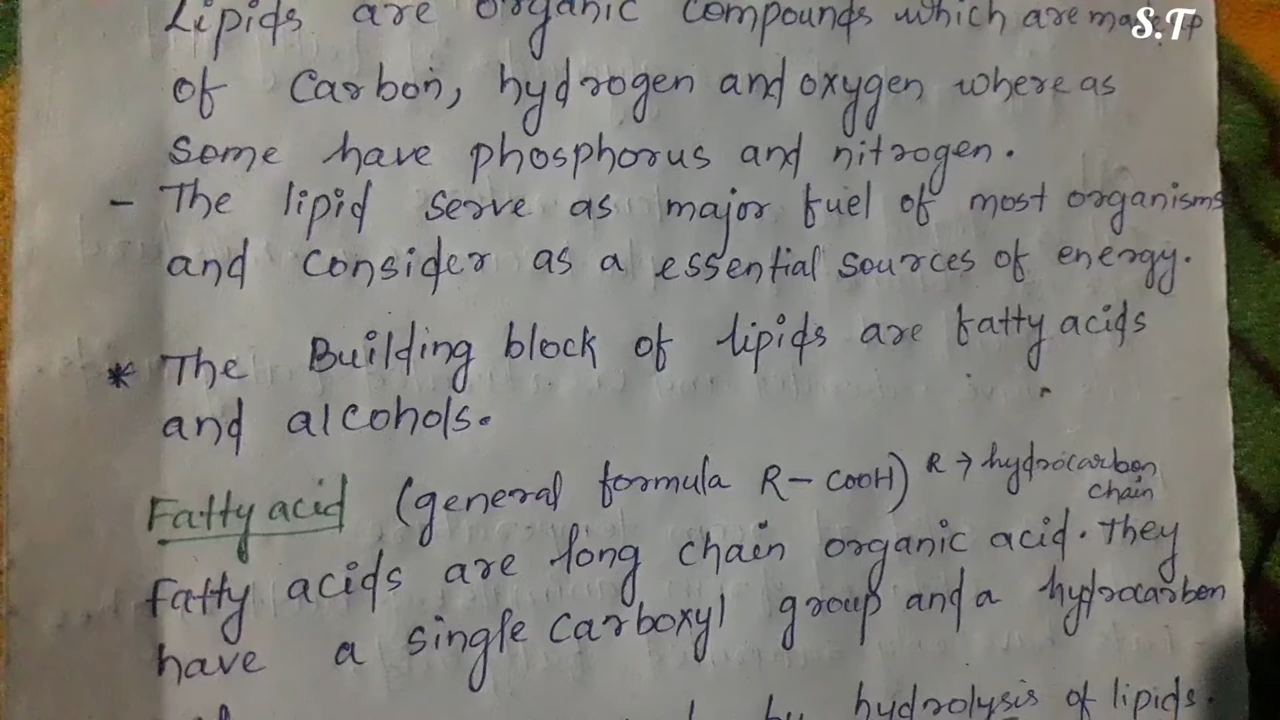 Lipids are organic compounds which are made up
S.T
of Carbon, hydrogen and oxygen where as
some have phosphorus and nitrogen.
- The lipid serve as major fuel of most organisms
and consider as a essential sources of energy.
* The Building block of lipids are fatty acids
and alcohols.
Fatty acid (general formula R-COOH) R → hydrocarbon
chain
Fatty acids are long chain organic acid. They
have a single carboxyl group and a hydrocarbon
by hydrolysis of lipids.